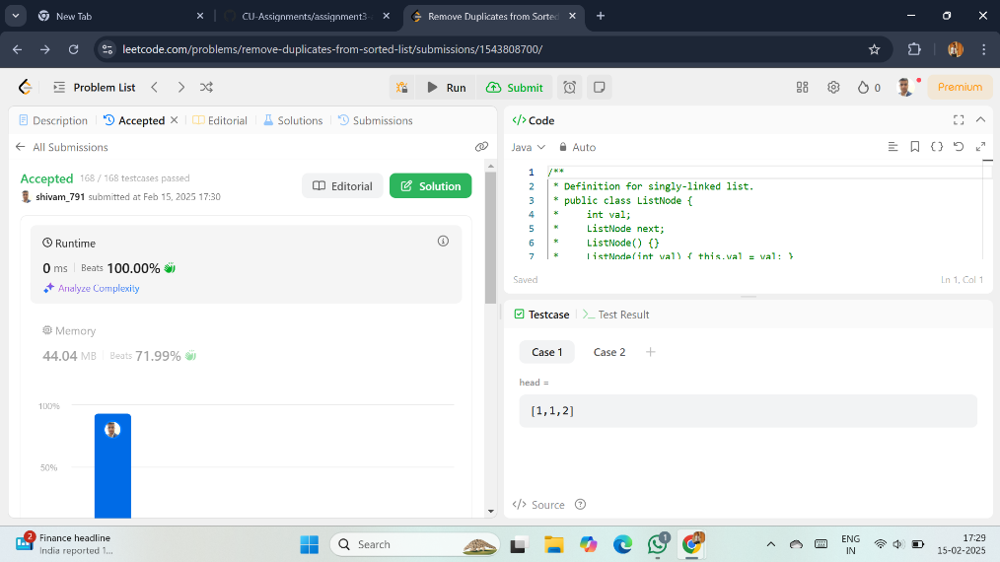 New Tab
CU-Assignments/assignment3-
Remove Duplicates from Sorted
leetcode.com/problems/remove-duplicates-from-sorted-list/submissions/1543808700/
Problem List
Run
Submit
0
Premium
Description
Accepted
Editorial
Solutions
Submissions
</> Code
All Submissions
Java
Auto
Accepted 168 / 168 testcases passed
shivam_791 submitted at Feb 15, 2025 17:30
Editorial
Solution
Runtime
0 ms
Beats 100.00%
Analyze Complexity
Memory
44.04 MB
Beats 71.99%
100%
50%
1 /**
2 * Definition for singly-linked list.
3 * public class ListNode {
4 *     int val;
5 *     ListNode next;
6 *     ListNode() {}
7 *     ListNode(int val) { this.val = val; }
Saved
Ln 1, Col 1
Testcase
Test Result
Case 1
Case 2
head =
[1,1,2]
</> Source
2
Finance headline
India reported 1...
Search
1
ENG
IN
17:29
15-02-2025